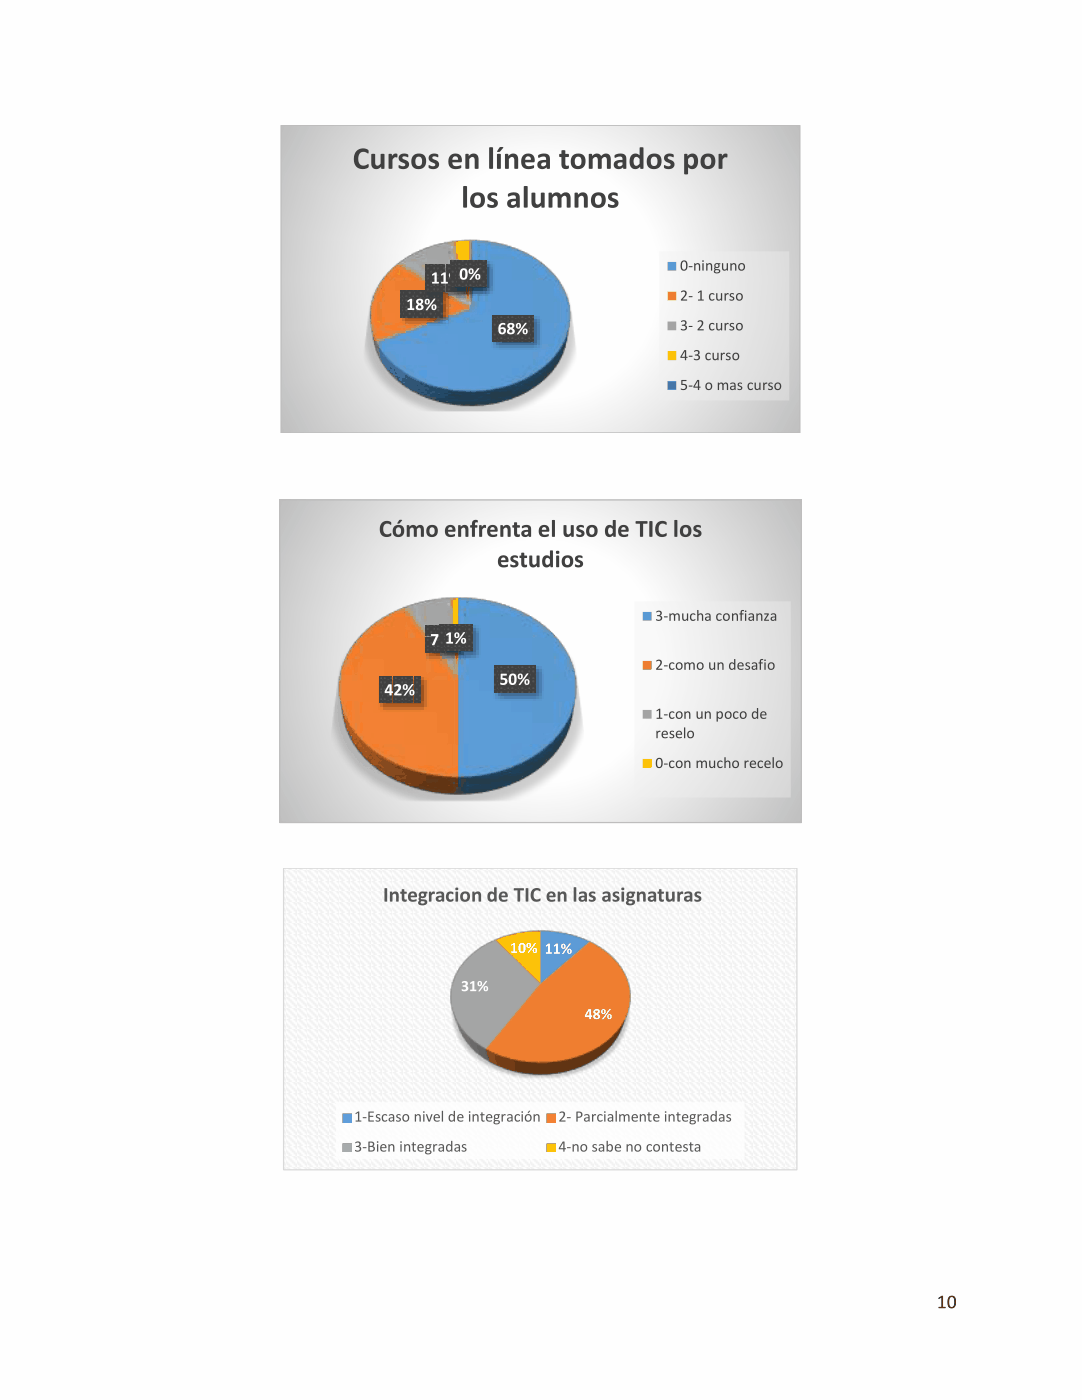 Cursos en línea tomados por
los alumnos
11
0%
18%
68%
0-ninguno
2- 1 curso
3- 2 curso
4-3 curso
5-4 o mas curso
Cómo enfrenta el uso de TIC los
estudios
7
1%
50%
42%
3-mucha confianza
2-como un desafio
1-con un poco de
reselo
0-con mucho recelo
Integracion de TIC en las asignaturas
10% 11%
31%
48%
1-Escaso nivel de integración 2- Parcialmente integradas
3-Bien integradas 4-no sabe no contesta
10